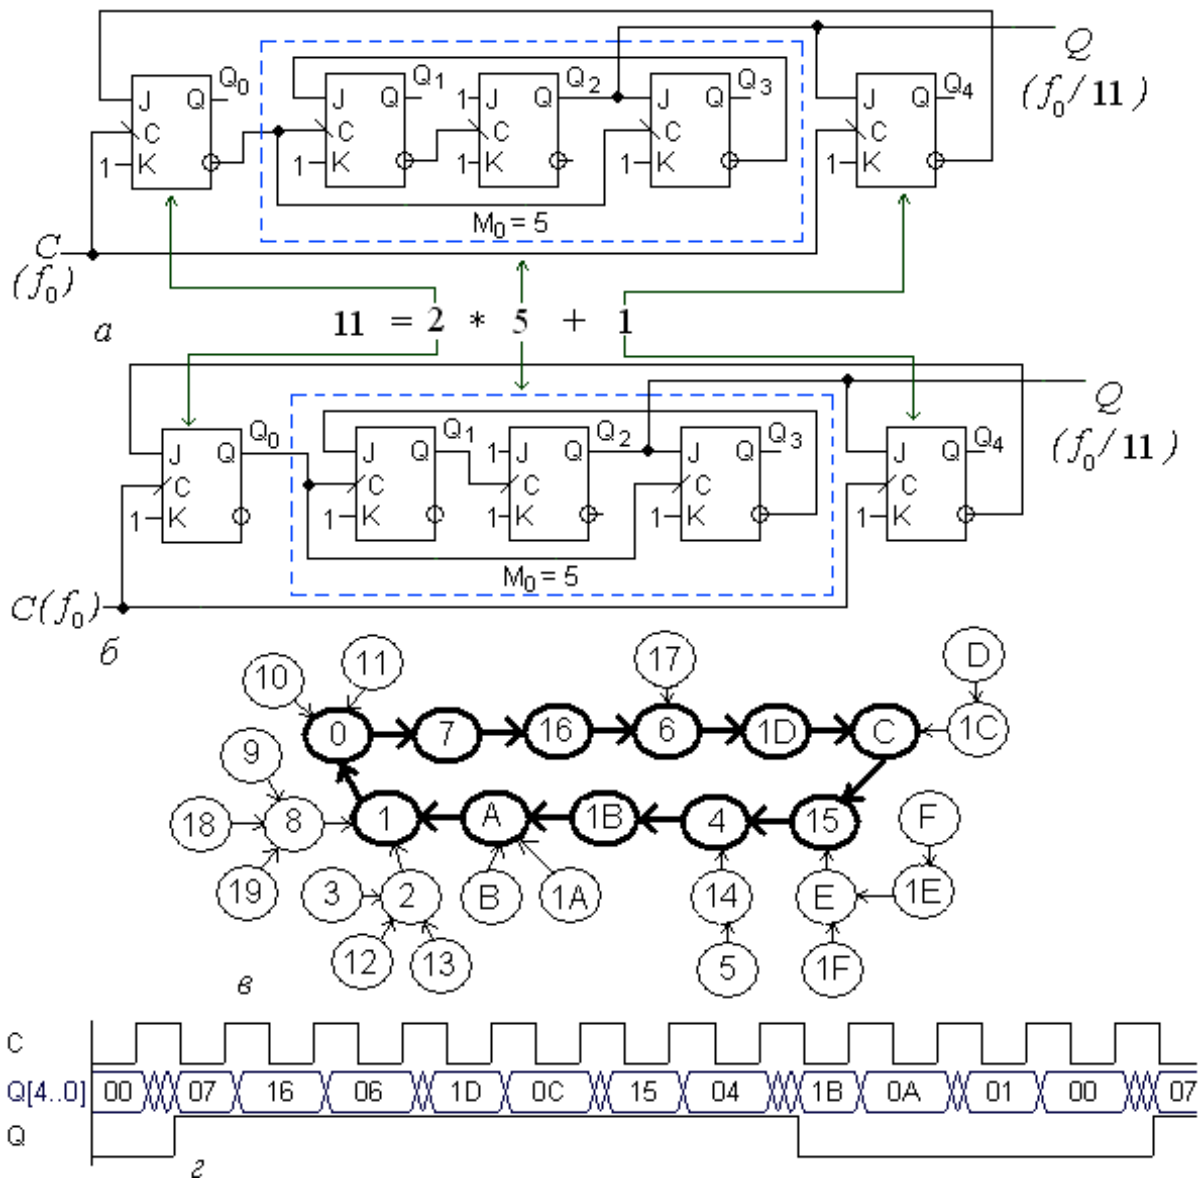 J Q Q₀
C
1 K
J Q Q₁
C
1 K
1 J Q Q₂
C
1 K
J Q Q₃
C
1 K
J Q Q₄
C
1 K
Q
(f₀/11)
M₀ = 5
C
(f₀)
а
11 = 2 * 5 + 1
J Q Q₀
C
1 K
J Q Q₁
C
1 K
1 J Q Q₂
C
1 K
J Q Q₃
C
1 K
J Q Q₄
C
1 K
Q
(f₀/11)
M₀ = 5
C(f₀)
б
10 11 17 D
0 7 16 6 1D C 1C
9
18 8 1 A 1B 4 15 F
19 3 2 B 1A 14 E 1E
12 13 5 1F
в
C
Q[4..0] 00 07 16 06 1D 0C 15 04 1B 0A 01 00 07
Q
г